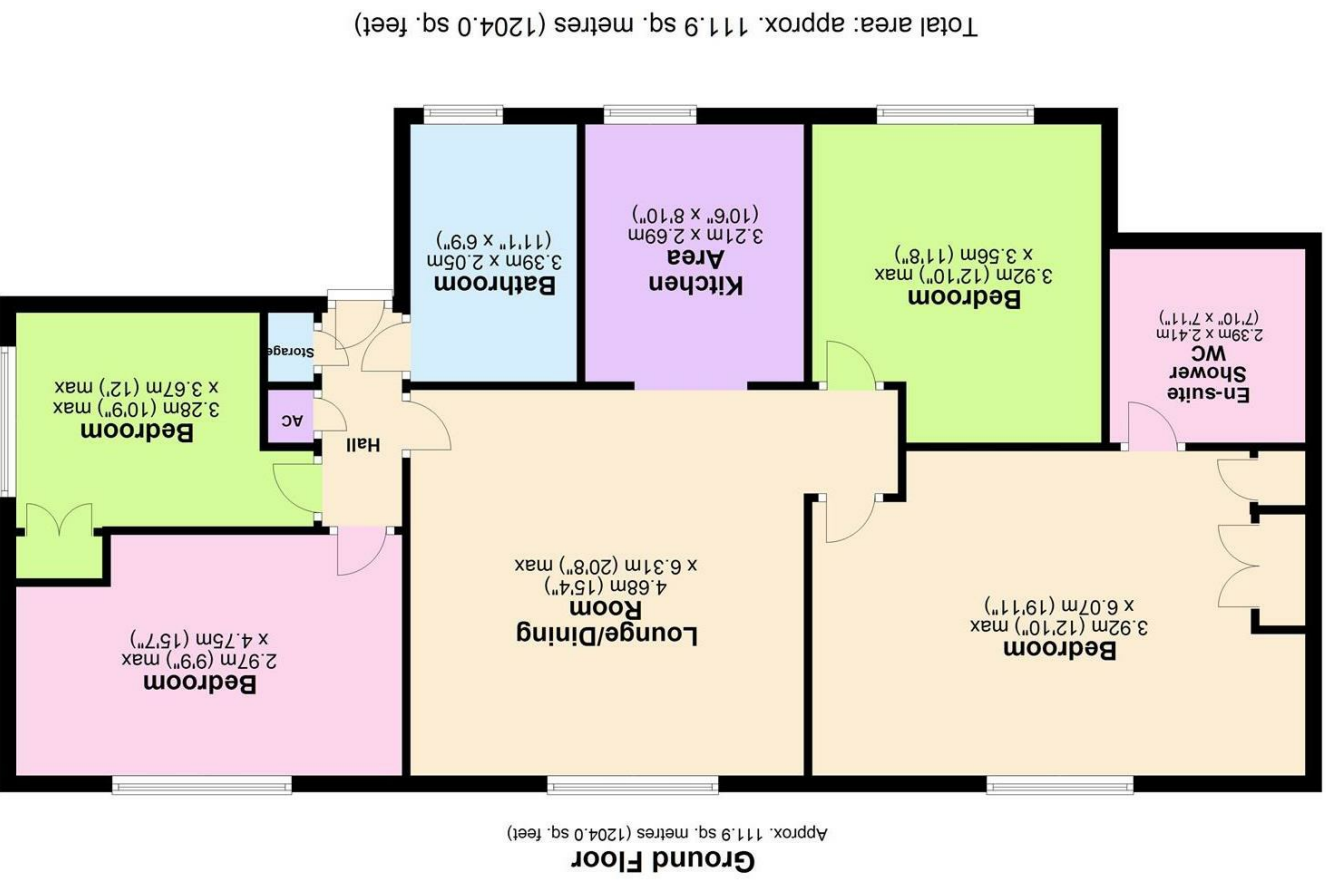 Ground Floor
Approx. 111.9 sq. metres (1204.0 sq. feet)
Bedroom
3.92m (12'10") max
x 6.07m (19'11")
Lounge/Dining
Room
4.68m (15'4")
x 6.31m (20'8") max
Bedroom
2.97m (9'9") max
x 4.75m (15'7")
En-suite
Shower
WC
2.39m x 2.41m
(7'10" x 7'11")
Hall
AC
Bedroom
3.28m (10'9") max
x 3.67m (12') max
Storage
Bedroom
3.92m (12'10") max
x 3.56m (11'8")
Kitchen
Area
3.21m x 2.69m
(10'6" x 8'10")
Bathroom
3.39m x 2.05m
(11'1" x 6'9")
Total area: approx. 111.9 sq. metres (1204.0 sq. feet)